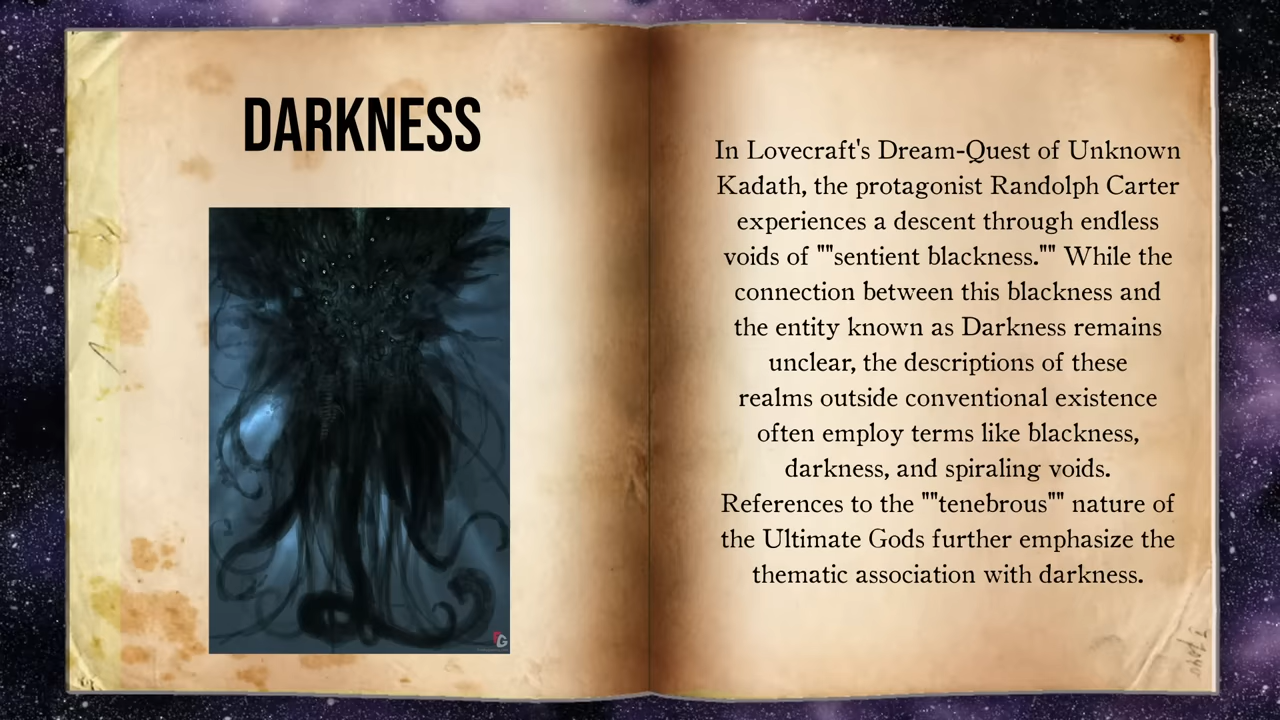 DARKNESS
In Lovecraft's Dream-Quest of Unknown
Kadath, the protagonist Randolph Carter
experiences a descent through endless
voids of ""sentient blackness."" While the
connection between this blackness and
the entity known as Darkness remains
unclear, the descriptions of these
realms outside conventional existence
often employ terms like blackness,
darkness, and spiraling voids.
References to the ""tenebrous"" nature of
the Ultimate Gods further emphasize the
thematic association with darkness.